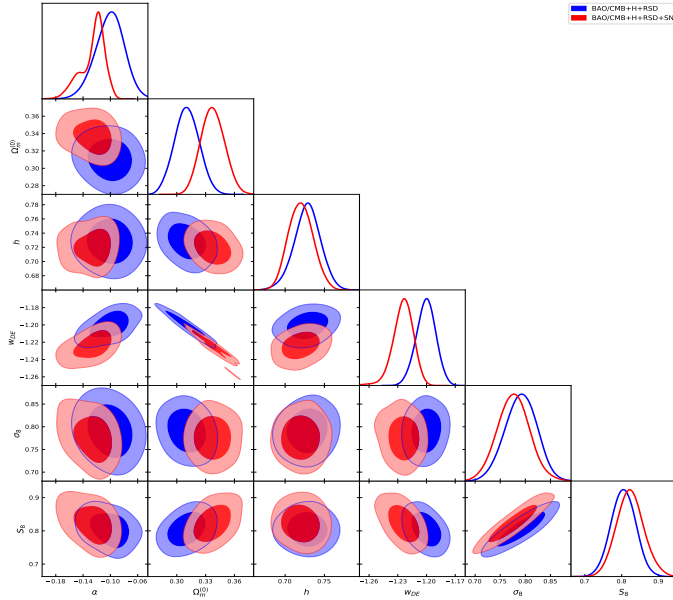 BAO/CMB+H+RSD
BAO/CMB+H+RSD+SN
Ω_m^(0)
0.36
0.34
0.32
0.30
0.28
h
0.78
0.76
0.74
0.72
0.70
0.68
w_DE
−1.18
−1.20
−1.22
−1.24
−1.26
σ_8
0.85
0.80
0.75
0.70
S_8
0.9
0.8
0.7
−0.18 −0.14 −0.10 −0.06
0.30 0.33 0.36
0.70 0.75
−1.26 −1.23 −1.20 −1.17
0.70 0.75 0.80 0.85
0.7 0.8 0.9
α Ω_m^(0) h w_DE σ_8 S_8